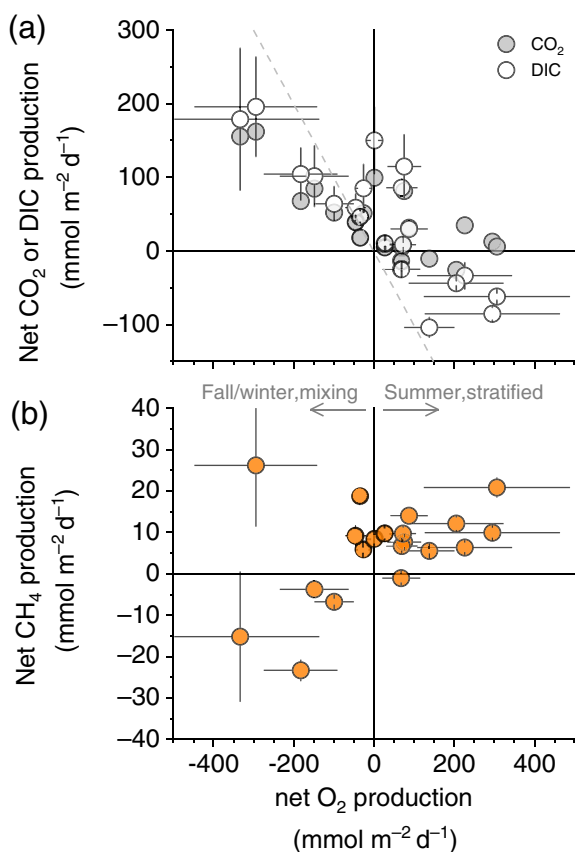 (a)
Net CO₂ or DIC production
(mmol m⁻² d⁻¹)
300
200
100
0
−100
CO₂
DIC
(b)
Fall/winter,mixing
Summer,stratified
Net CH₄ production
(mmol m⁻² d⁻¹)
40
30
20
10
0
−10
−20
−30
−40
-400
-200
0
200
400
net O₂ production
(mmol m⁻² d⁻¹)